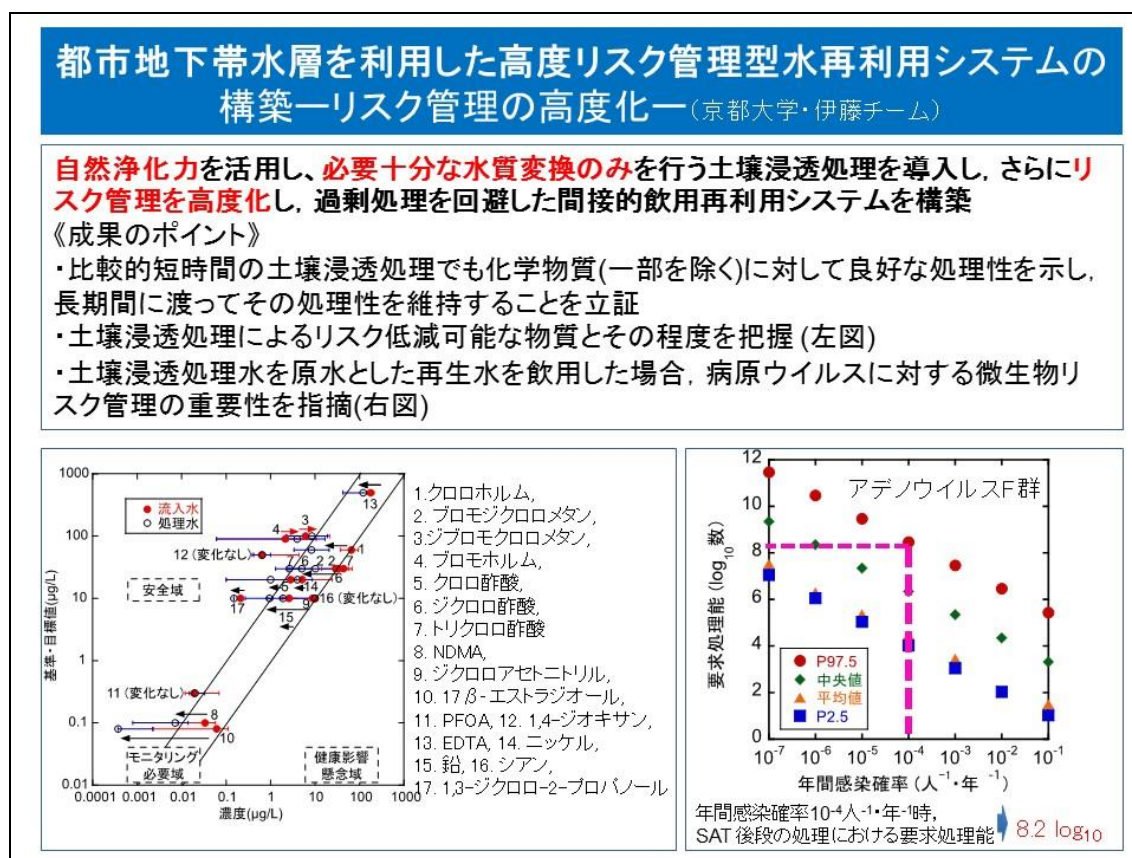 都市地下帯水層を利用した高度リスク管理型水再利用システムの
構築―リスク管理の高度化―(京都大学・伊藤チーム)
自然浄化力を活用し、必要十分な水質変換のみを行う土壌浸透処理を導入し，さらにリ
スク管理を高度化し，過剰処理を回避した間接的飲用再利用システムを構築
《成果のポイント》
・比較的短時間の土壌浸透処理でも化学物質(一部を除く)に対して良好な処理性を示し，
長期間に渡ってその処理性を維持することを立証
・土壌浸透処理によるリスク低減可能な物質とその程度を把握 (左図)
・土壌浸透処理水を原水とした再生水を飲用した場合，病原ウイルスに対する微生物リ
スク管理の重要性を指摘(右図)
基準・目標値(μg/L)
1000
100
10
1
0.1
0.01
流入水
処理水
13
3
4
1
12 (変化なし)
7 6 2 2 7
6
安全域
5 14
17
9 16 (変化なし)
15
11 (変化なし)
8
10
モニタリング
必要域
健康影響
懸念域
0.0001 0.001 0.01 0.1 1 10 100 1000
濃度(μg/L)
1.クロロホルム,
2. ブロモジクロロメタン,
3.ジブロモクロロメタン,
4. ブロモホルム,
5. クロロ酢酸,
6. ジクロロ酢酸,
7. トリクロロ酢酸
8. NDMA,
9. ジクロロアセトニトリル,
10. 17β-エストラジオール,
11. PFOA, 12. 1,4-ジオキサン,
13. EDTA, 14. ニッケル,
15. 鉛, 16. シアン,
17. 1,3-ジクロロ-2-プロパノール
要求処理能 (log10数)
12
10
8
6
4
2
0
アデノウイルスF群
P97.5
中央値
平均値
P2.5
10-7 10-6 10-5 10-4 10-3 10-2 10-1
年間感染確率 (人-1・年 -1)
年間感染確率10-4人-1・年-1時，
SAT 後段の処理における要求処理能 8.2 log10